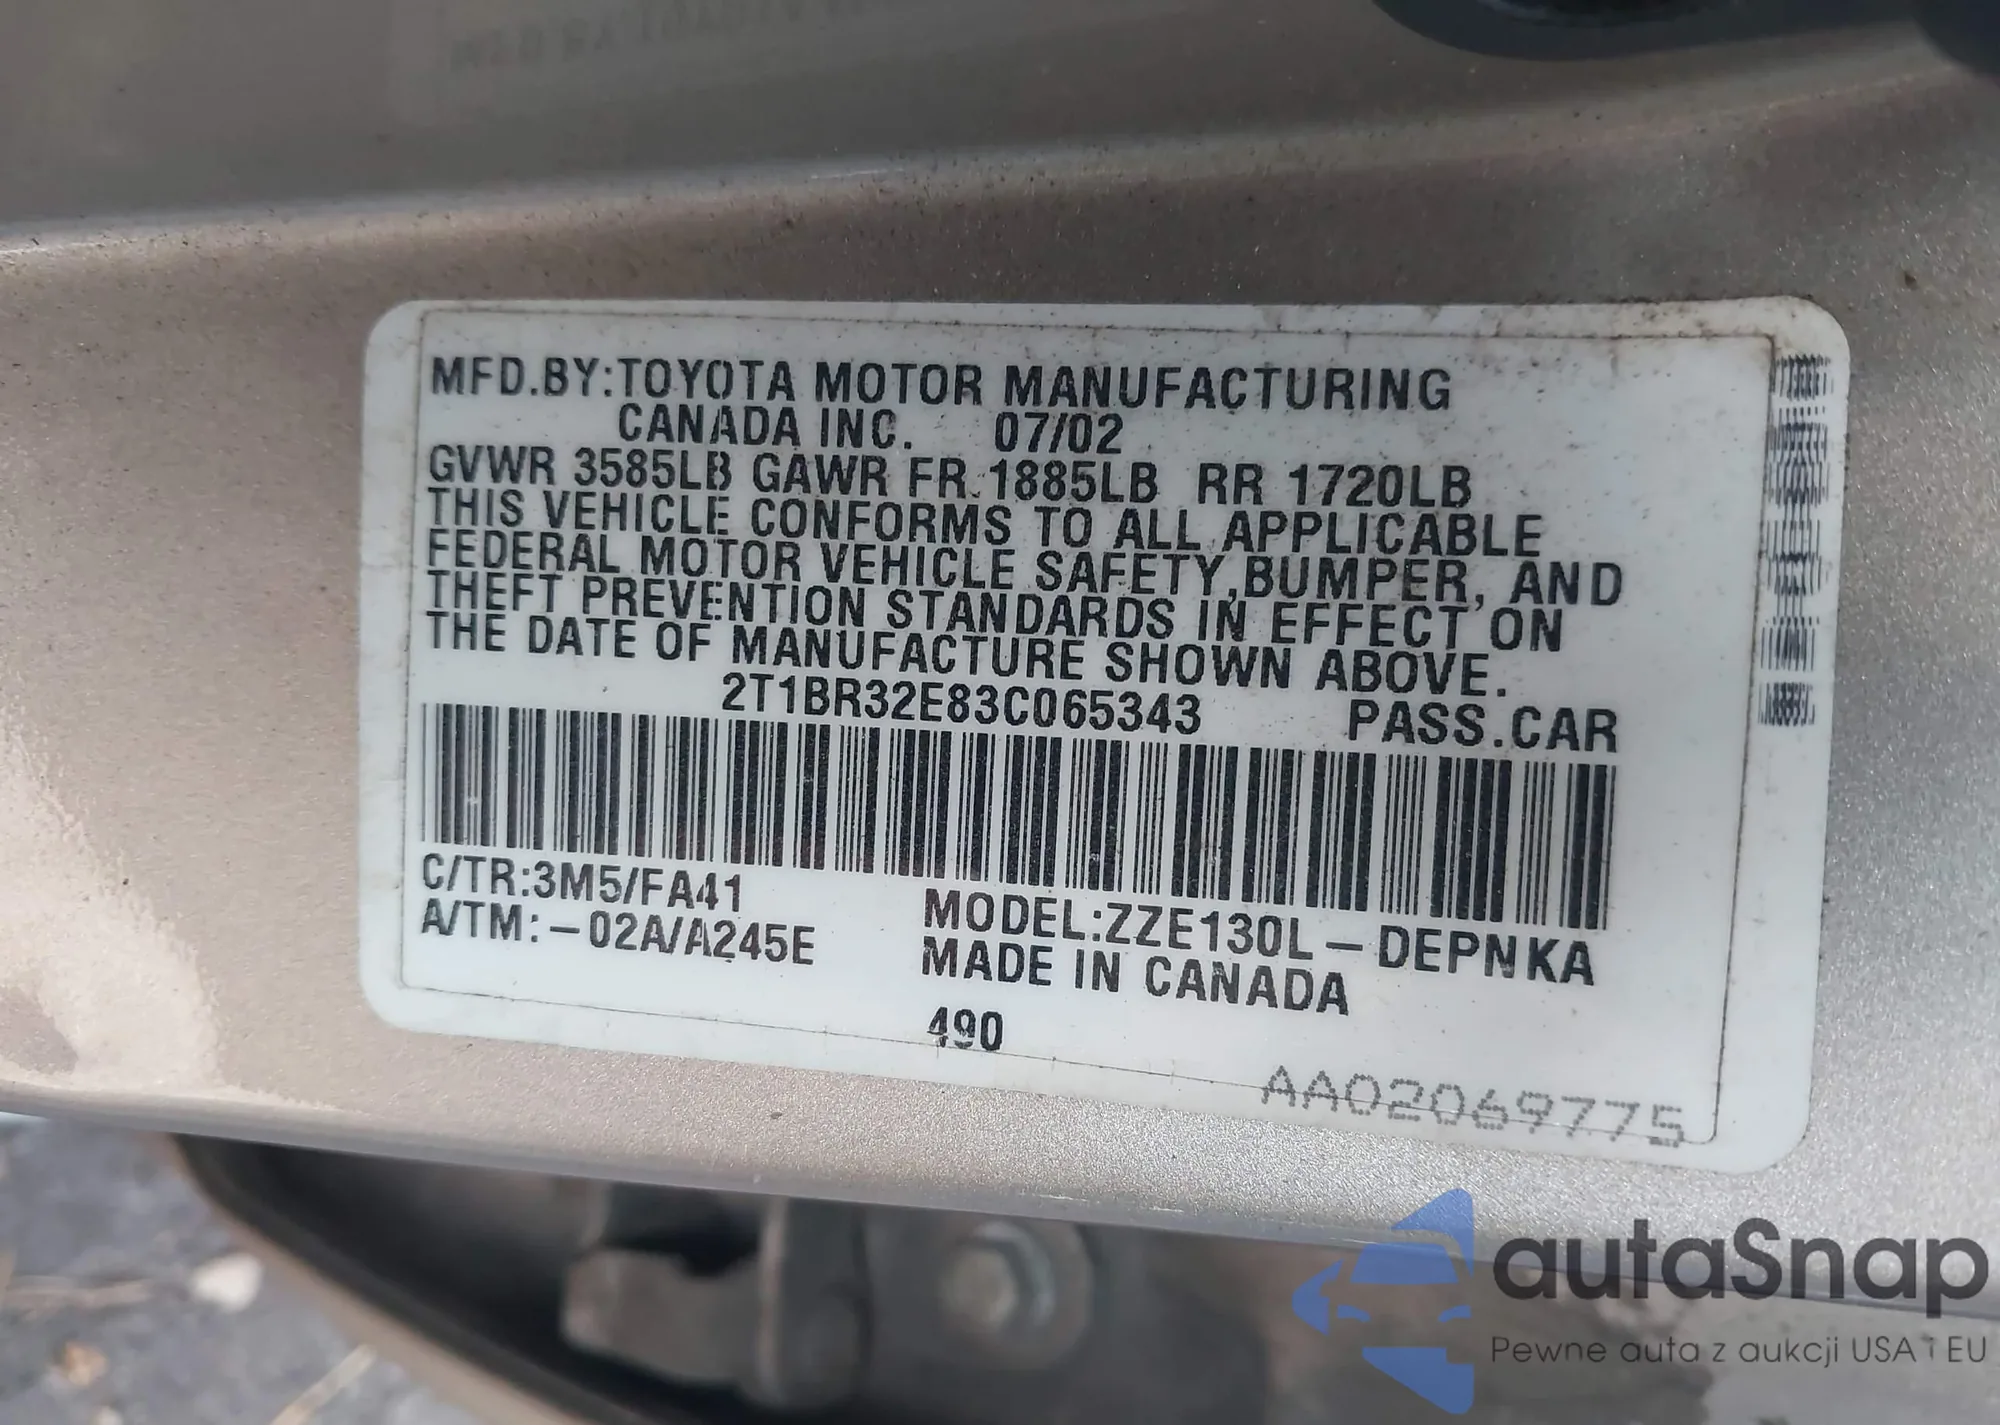 MFD.BY:TOYOTA MOTOR MANUFACTURING
CANADA INC. 07/02
GVWR 3585LB GAWR FR.1885LB RR 1720LB
THIS VEHICLE CONFORMS TO ALL APPLICABLE
FEDERAL MOTOR VEHICLE SAFETY,BUMPER, AND
THEFT PREVENTION STANDARDS IN EFFECT ON
THE DATE OF MANUFACTURE SHOWN ABOVE.
2T1BR32E83C065343 PASS.CAR
C/TR:3M5/FA41
A/TM:-02A/A245E
MODEL:ZZE130L-DEPNKA
MADE IN CANADA
490
AA02069775
autaSnap
Pewne auta z aukcji USA i EU